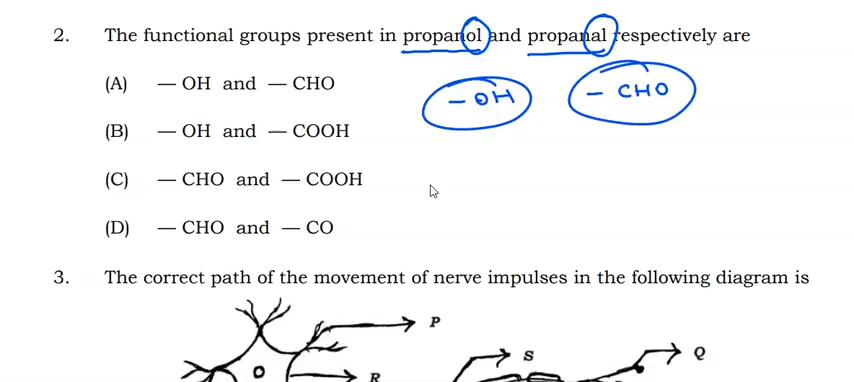 2. The functional groups present in propanol and propanal respectively are
(A) — OH and — CHO
— OH
— CHO
(B) — OH and — COOH
(C) — CHO and — COOH
(D) — CHO and — CO
3. The correct path of the movement of nerve impulses in the following diagram is
P
S
Q
O
R